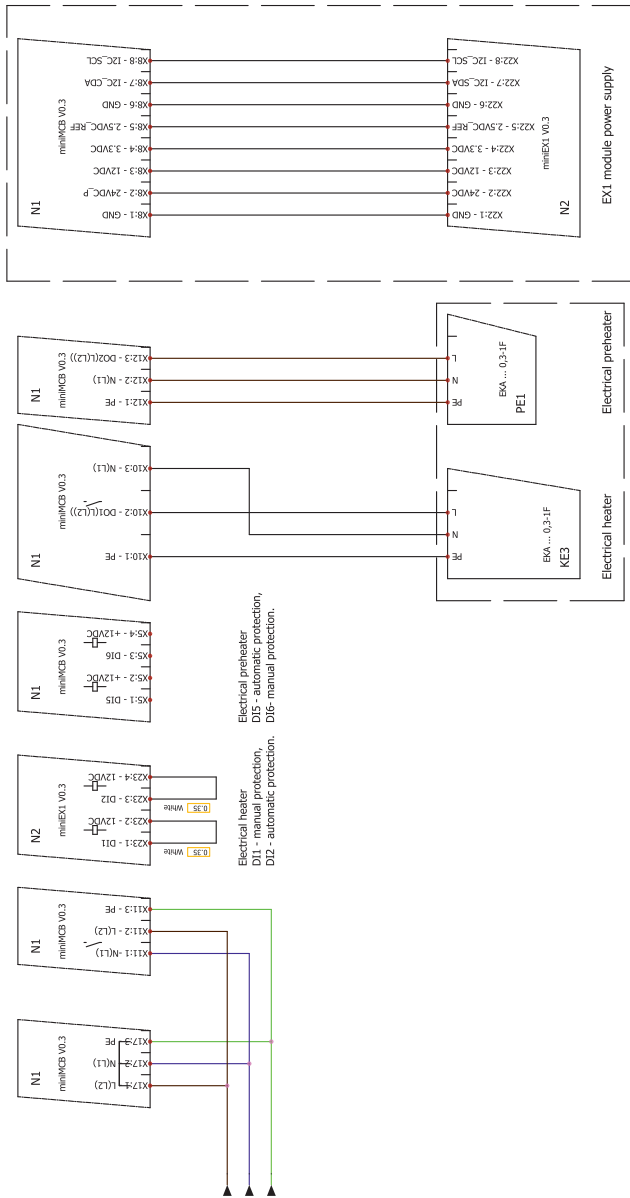 X8:8 - I2C_SCL
X8:7 - I2C_CDA
X8:6 - GND
X8:5 - 2.5VDC_REF
X8:4 - 3.3VDC
X8:3 - 12VDC
X8:2 - 24VDC_P
X8:1 - GND
miniMCB V0.3
N1
X22:8 - I2C_SCL
X22:7 - I2C_SDA
X22:6 - GND
X22:5 - 2.5VDC_REF
X22:4 - 3.3VDC
X22:3 - 12VDC
X22:2 - 24VDC
X22:1 - GND
miniEX1 V0.3
N2
EX1 module power supply
X12:3 - DO2(L(L2))
X12:2 - N(L1)
X12:1 - PE
miniMCB V0.3
N1
L
N
PE
EKA ... 0,3-1F
PE1
Electrical preheater
X10:3 - N(L1)
X10:2 - DO1(L(L2))
X10:1 - PE
miniMCB V0.3
N1
L
N
PE
EKA ... 0,3-1F
KE3
Electrical heater
X5:4 - +12VDC
X5:3 - DI6
X5:2 - +12VDC
X5:1 - DI5
miniMCB V0.3
N1
Electrical preheater
DI5 - automatic protection,
DI6- manual protection.
X23:4 - 12VDC
X23:3 - DI2
X23:2 - 12VDC
X23:1 - DI1
miniEX1 V0.3
N2
White 0.35
White 0.35
Electrical heater
DI1 - manual protection,
DI2 - automatic protection.
X11:3 - PE
X11:2 - L(L2)
X11:1 -N(L1)
miniMCB V0.3
N1
X17:3 - PE
X17:2 - N(L1)
X17:1 - L(L2)
miniMCB V0.3
N1